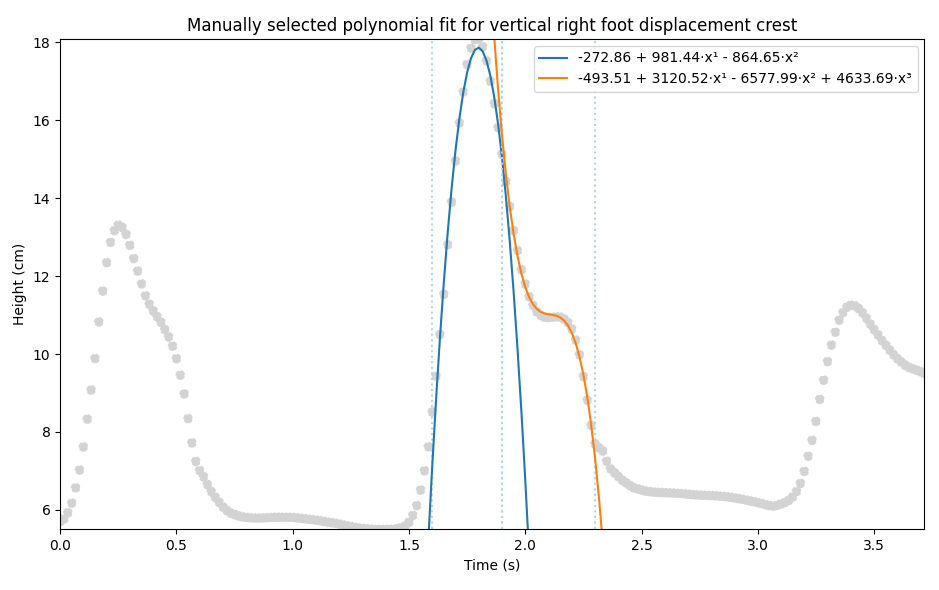 Manually selected polynomial fit for vertical right foot displacement crest
-272.86 + 981.44·x¹ - 864.65·x²
-493.51 + 3120.52·x¹ - 6577.99·x² + 4633.69·x³
Height (cm)
18
16
14
12
10
8
6
0.0 0.5 1.0 1.5 2.0 2.5 3.0 3.5
Time (s)